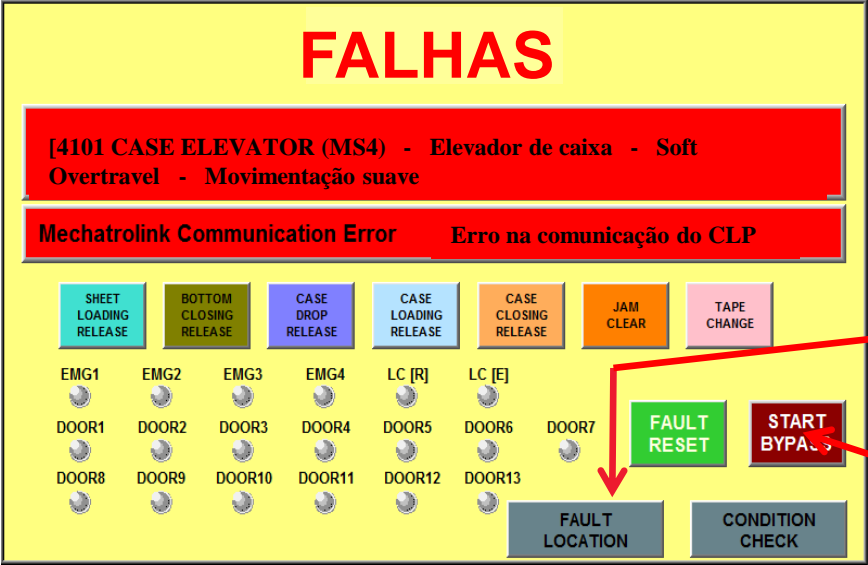 FALHAS
[4101 CASE ELEVATOR (MS4) - Elevador de caixa - Soft
Overtravel - Movimentação suave
Mechatrolink Communication Error Erro na comunicação do CLP
SHEET
LOADING
RELEASE
BOTTOM
CLOSING
RELEASE
CASE
DROP
RELEASE
CASE
LOADING
RELEASE
CASE
CLOSING
RELEASE
JAM
CLEAR
TAPE
CHANGE
EMG1 EMG2 EMG3 EMG4 LC [R] LC [E]
DOOR1 DOOR2 DOOR3 DOOR4 DOOR5 DOOR6 DOOR7
FAULT
RESET
START
BYPASS
DOOR8 DOOR9 DOOR10 DOOR11 DOOR12 DOOR13
FAULT
LOCATION
CONDITION
CHECK